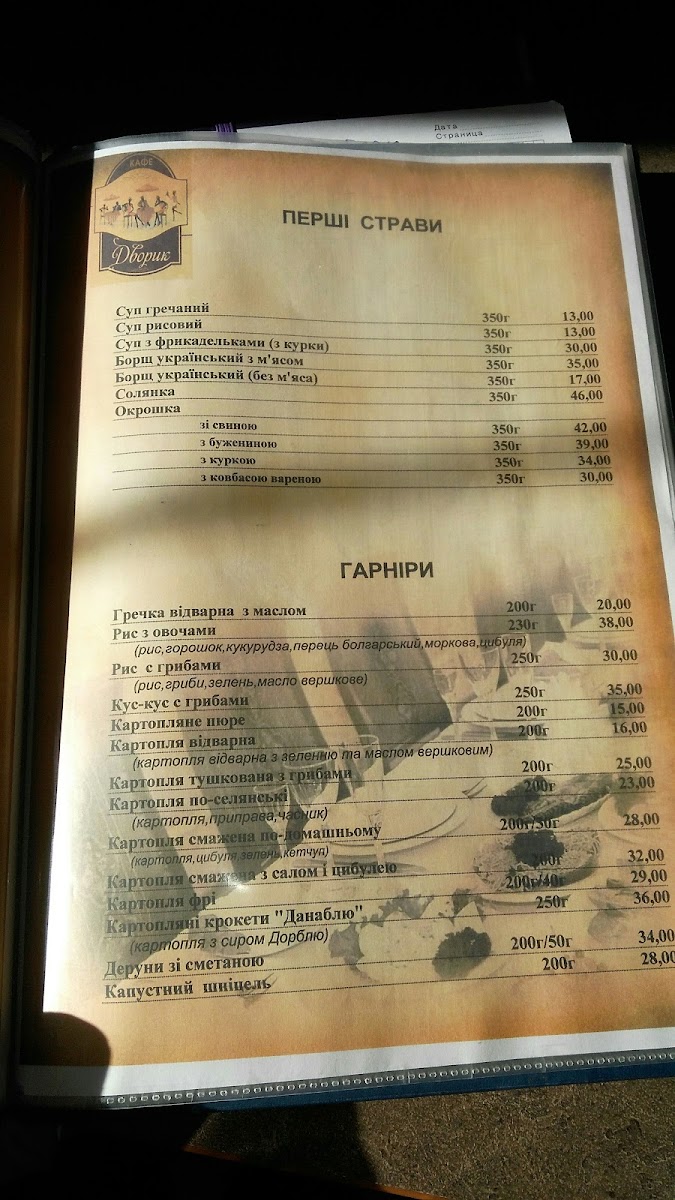 Дата
Страница
КАФЕ
Дворик
ПЕРШІ СТРАВИ
Суп гречаний 350г 13,00
Суп рисовий 350г 13,00
Суп з фрикадельками (з курки) 350г 30,00
Борщ український з м'ясом 350г 35,00
Борщ український (без м'яса) 350г 17,00
Солянка 350г 46,00
Окрошка
зі свиною 350г 42,00
з бужениною 350г 39,00
з куркою 350г 34,00
з ковбасою вареною 350г 30,00
ГАРНІРИ
Гречка відварна з маслом 200г 20,00
Рис з овочами 230г 38,00
(рис,горошок,кукурудза,перець болгарський,моркова,цибуля)
Рис с грибами 250г 30,00
(рис,гриби,зелень,масло вершкове)
Кус-кус с грибами 250г 35,00
Картопляне пюре 200г 15,00
Картопля відварна 200г 16,00
(картопля відварна з зеленню та маслом вершковим)
Картопля тушкована з грибами 200г 25,00
Картопля по-селянські 200г 23,00
(картопля,приправа,часник)
Картопля смажена по-домашньому 200г/30г 28,00
(картопля,цибуля,зелень,кетчуп)
Картопля смажена з салом і цибулею 200г 32,00
Картопля фрі 200г/40г 29,00
Картопляні крокети "Данаблю" 250г 36,00
(картопля з сиром Дорблю)
Деруни зі сметаною 200г/50г 34,00
Капустний шніцель 200г 28,00